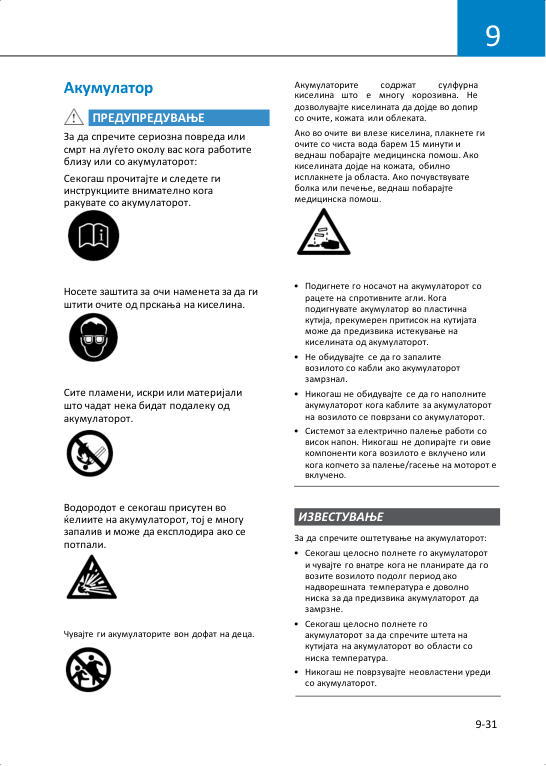 9
Акумулатор
ПРЕДУПРЕДУВАЊЕ
За да спречите сериозна повреда или
смрт на луѓето околу вас кога работите
близу или со акумулаторот:
Секогаш прочитајте и следете ги
инструкциите внимателно кога
ракувате со акумулаторот.
Носете заштита за очи наменета за да ги
штити очите од прскања на киселина.
Сите пламени, искри или материјали
што чадат нека бидат подалеку од
акумулаторот.
Водородот е секогаш присутен во
ќелиите на акумулаторот, тој е многу
запалив и може да експлодира ако се
потпали.
Чувајте ги акумулаторите вон дофат на деца.
Акумулаторите содржат сулфурна
киселина што е многу корозивна. Не
дозволувајте киселината да дојде во допир
со очите, кожата или облеката.
Ако во очите ви влезе киселина, плакнете ги
очите со чиста вода барем 15 минути и
веднаш побарајте медицинска помош. Ако
киселината дојде на кожата, обилно
исплакнете ја областа. Ако почувствувате
болка или печење, веднаш побарајте
медицинска помош.
• Подигнете го носачот на акумулаторот со
рацете на спротивните агли. Кога
подигнувате акумулатор во пластична
кутија, прекумерен притисок на кутијата
може да предизвика истекување на
киселината од акумулаторот.
• Не обидувајте се да го запалите
возилото со кабли ако акумулаторот
замрзнал.
• Никогаш не обидувајте се да го наполните
акумулаторот кога каблите за акумулаторот
на возилото се поврзани со акумулаторот.
• Системот за електрично палење работи со
висок напон. Никогаш не допирајте ги овие
компоненти кога возилото е вклучено или
кога копчето за палење/гасење на моторот е
вклучено.
ИЗВЕСТУВАЊЕ
За да спречите оштетување на акумулаторот:
• Секогаш целосно полнете го акумулаторот
и чувајте го внатре кога не планирате да го
возите возилото подолг период ако
надворешната температура е доволно
ниска за да предизвика акумулаторот да
замрзне.
• Секогаш целосно полнете го
акумулаторот за да спречите штета на
кутијата на акумулаторот во области со
ниска температура.
• Никогаш не поврзувајте неовластени уреди
со акумулаторот.
9-31